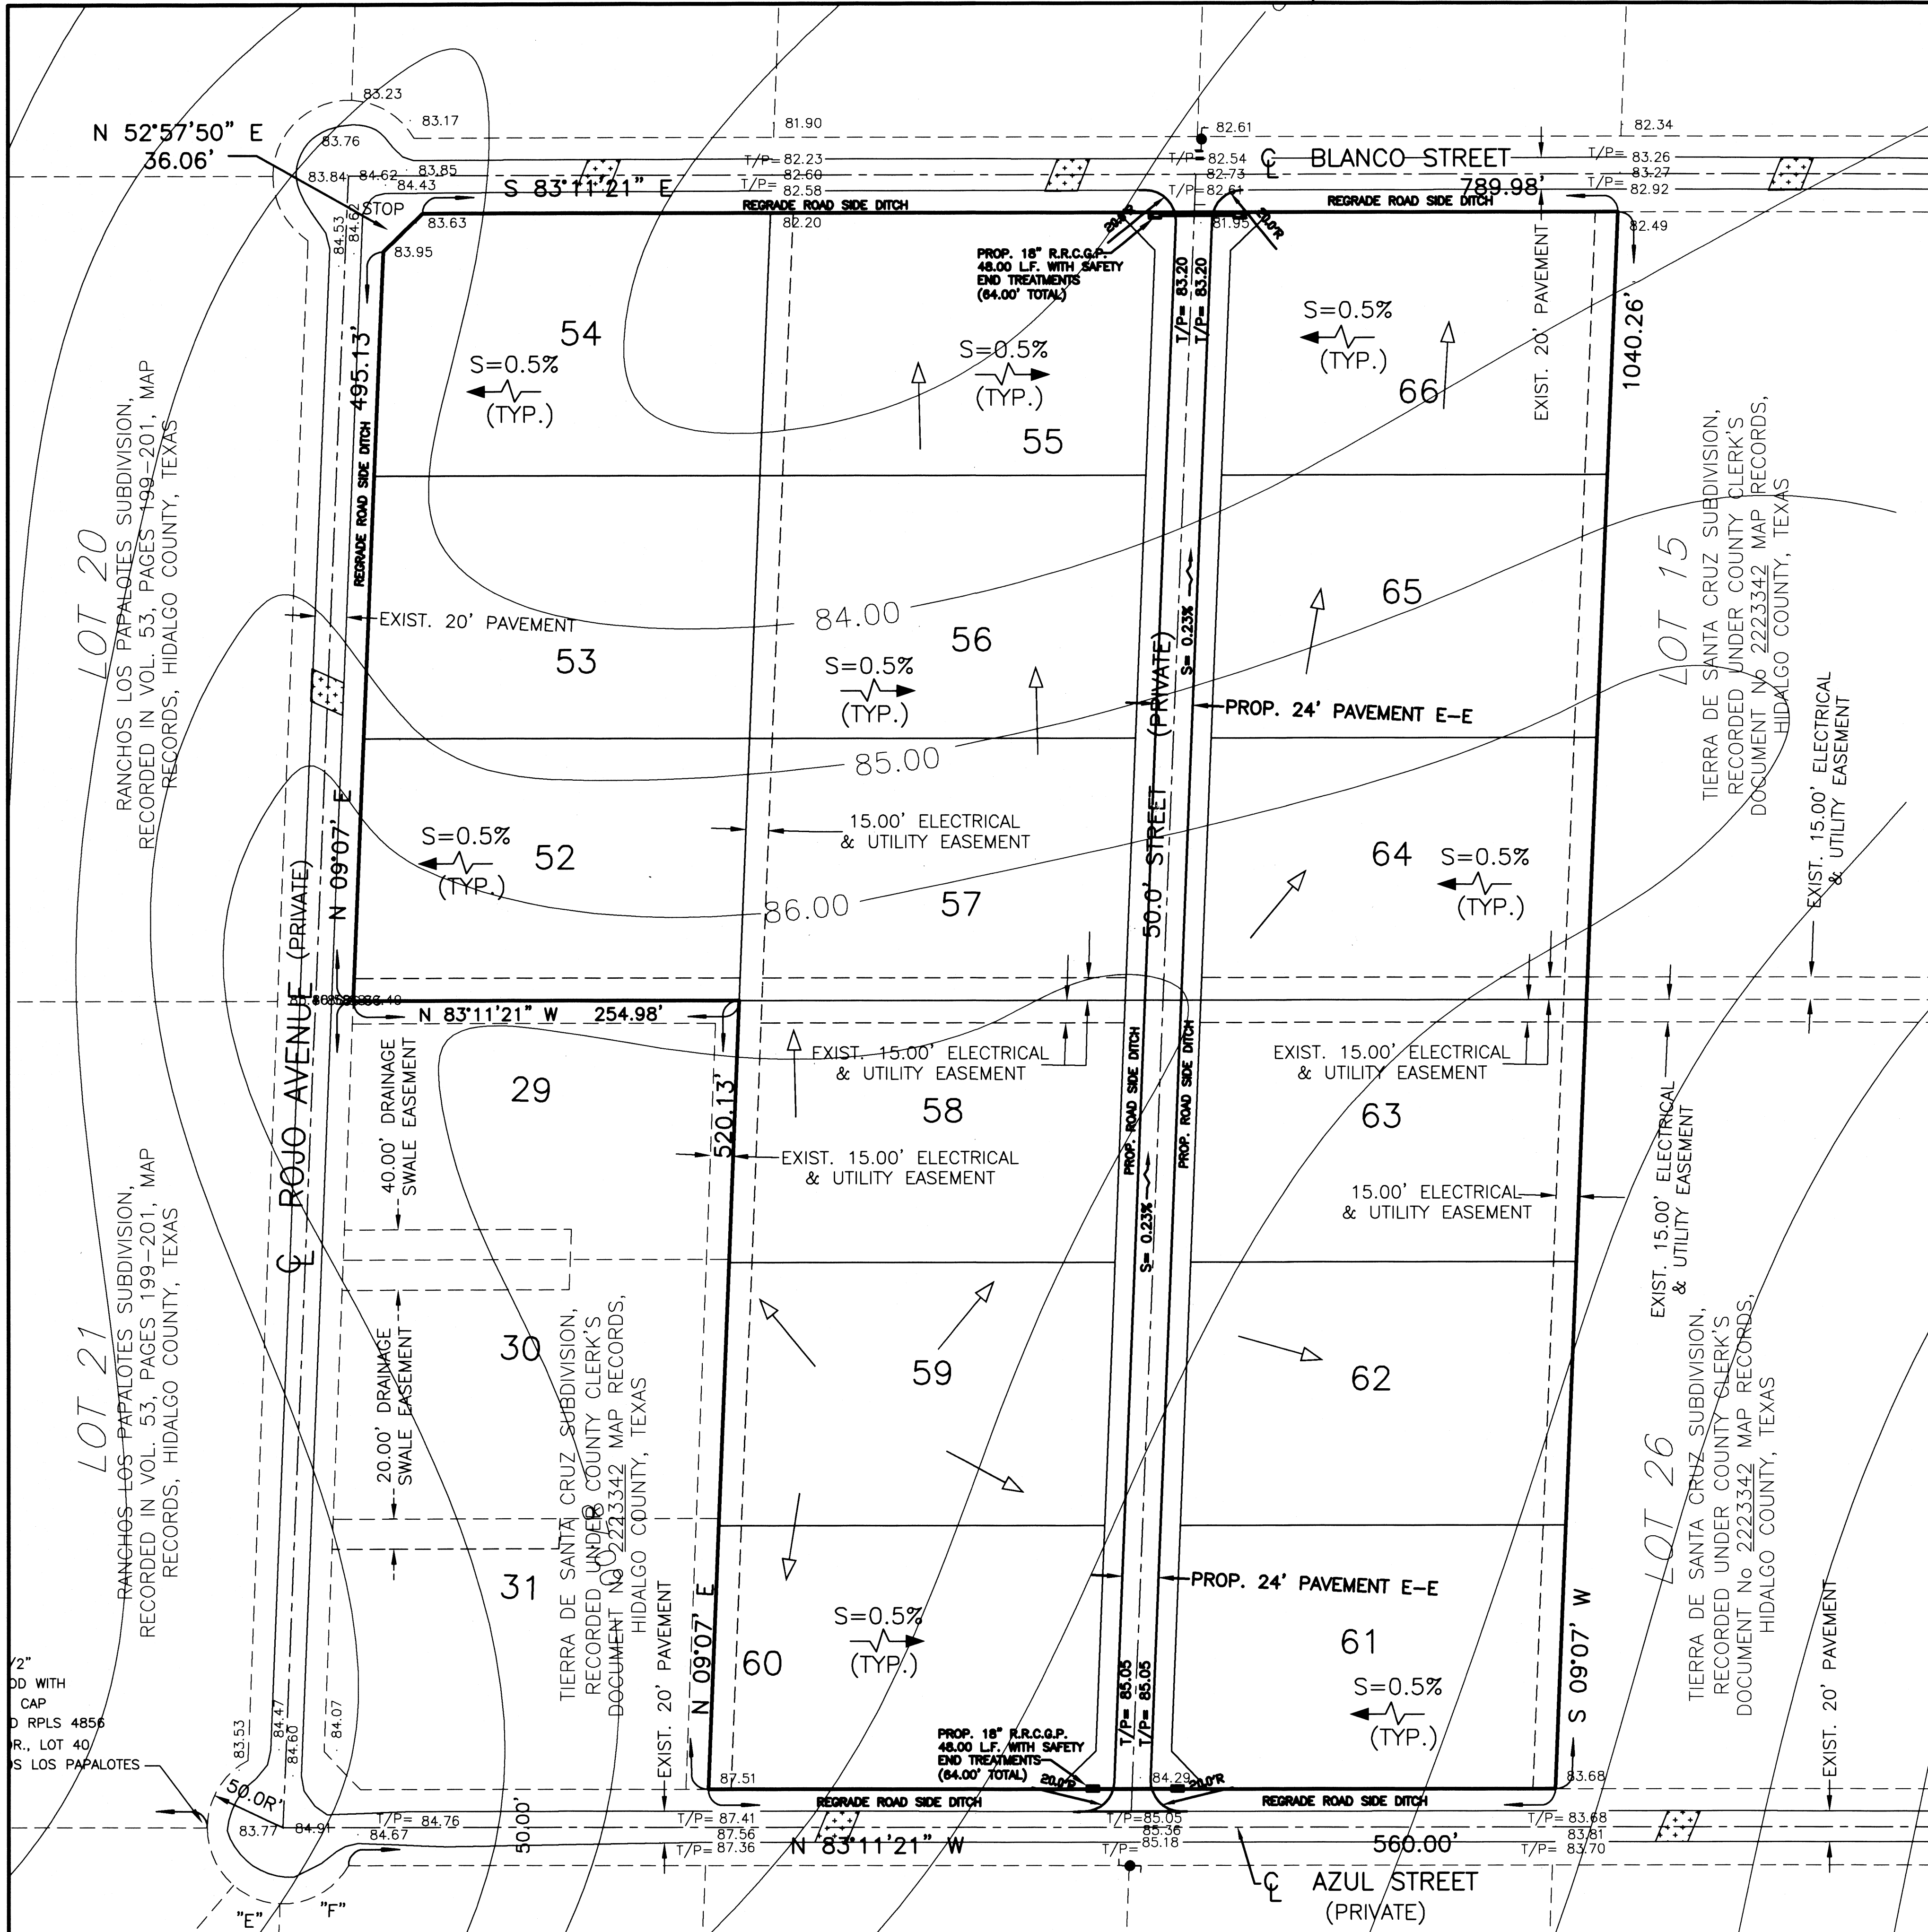 83.23
83.17
81.90
82.61
82.34
N 52°57'50" E
36.06'
83.76
83.84
84.62
83.85
84.43
STOP
84.53
84.62
83.63
83.95
S 83°11'21" E
T/P= 82.23
82.60
T/P= 82.58
REGRADE ROAD SIDE DITCH
82.20
T/P= 82.54
82.73
T/P= 82.61
81.95
20.0'R
20.0'R
℄ BLANCO STREET
789.98'
REGRADE ROAD SIDE DITCH
T/P= 83.26
83.27
T/P= 82.92
82.49
PROP. 18" R.R.C.G.P.
48.00 L.F. WITH SAFETY
END TREATMENTS
(64.00' TOTAL)
T/P= 83.20
T/P= 83.20
EXIST. 20' PAVEMENT
1040.26'
495.13'
REGRADE ROAD SIDE DITCH
54
S=0.5%
(TYP.)
S=0.5%
(TYP.)
55
S=0.5%
(TYP.)
66
LOT 20
RANCHOS LOS PAPALOTES SUBDIVISION,
RECORDED IN VOL. 53, PAGES 199-201, MAP
RECORDS, HIDALGO COUNTY, TEXAS
LOT 15
TIERRA DE SANTA CRUZ SUBDIVISION,
RECORDED UNDER COUNTY CLERK'S
DOCUMENT No 2223342 MAP RECORDS,
HIDALGO COUNTY, TEXAS
EXIST. 20' PAVEMENT
53
84.00
56
65
S=0.5%
(TYP.)
S= 0.23%
50.0' STREET (PRIVATE)
PROP. 24' PAVEMENT E-E
85.00
EXIST. 15.00' ELECTRICAL
& UTILITY EASEMENT
N 09°07' E
S=0.5%
(TYP.)
52
15.00' ELECTRICAL
& UTILITY EASEMENT
86.00
57
64
S=0.5%
(TYP.)
℄ ROJO AVENUE (PRIVATE)
N 83°11'21" W 254.98'
29
40.00' DRAINAGE
SWALE EASEMENT
520.13'
EXIST. 15.00' ELECTRICAL
& UTILITY EASEMENT
58
EXIST. 15.00' ELECTRICAL
& UTILITY EASEMENT
PROP. ROAD SIDE DITCH
PROP. ROAD SIDE DITCH
S= 0.23%
EXIST. 15.00' ELECTRICAL
& UTILITY EASEMENT
63
15.00' ELECTRICAL
& UTILITY EASEMENT
EXIST. 15.00' ELECTRICAL
& UTILITY EASEMENT
LOT 21
RANCHOS LOS PAPALOTES SUBDIVISION,
RECORDED IN VOL. 53, PAGES 199-201, MAP
RECORDS, HIDALGO COUNTY, TEXAS
30
20.00' DRAINAGE
SWALE EASEMENT
TIERRA DE SANTA CRUZ SUBDIVISION,
RECORDED UNDER COUNTY CLERK'S
DOCUMENT No 2223342 MAP RECORDS,
HIDALGO COUNTY, TEXAS
59
62
LOT 26
TIERRA DE SANTA CRUZ SUBDIVISION,
RECORDED UNDER COUNTY CLERK'S
DOCUMENT No 2223342 MAP RECORDS,
HIDALGO COUNTY, TEXAS
31
EXIST. 20' PAVEMENT
N 09°07' E
60
S=0.5%
(TYP.)
PROP. 24' PAVEMENT E-E
61
S=0.5%
(TYP.)
S 09°07' W
EXIST. 20' PAVEMENT
/2"
OD WITH
CAP
D RPLS 4856
R., LOT 40
S LOS PAPALOTES
83.53
84.47
84.60
84.07
T/P= 85.05
T/P= 85.05
PROP. 18" R.R.C.G.P.
48.00 L.F. WITH SAFETY
END TREATMENTS
(64.00' TOTAL)
20.0'R
84.29
20.0'R
87.51
83.68
REGRADE ROAD SIDE DITCH
REGRADE ROAD SIDE DITCH
50.0R'
83.77
84.91
T/P= 84.76
84.67
50.00'
T/P= 87.41
87.56
T/P= 87.36
N 83°11'21" W
T/P= 85.05
85.36
T/P= 85.18
560.00'
T/P= 83.68
83.81
T/P= 83.70
℄ AZUL STREET
(PRIVATE)
"E"
"F"